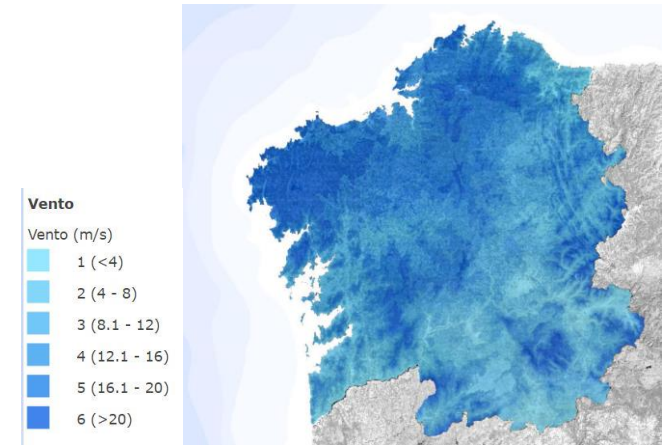 Vento
Vento (m/s)
1 (<4)
2 (4 - 8)
3 (8.1 - 12)
4 (12.1 - 16)
5 (16.1 - 20)
6 (>20)